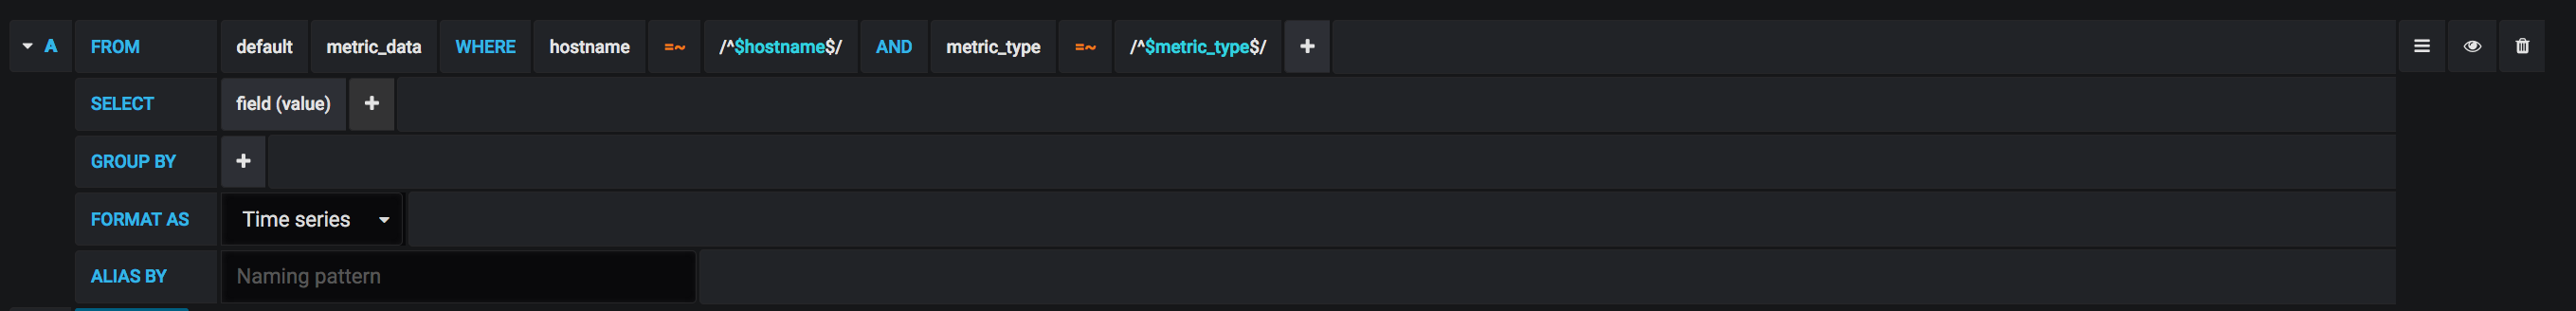 A FROM default metric_data WHERE hostname =~ /^$hostname$/ AND metric_type =~ /^$metric_type$/ +
SELECT field (value) +
GROUP BY +
FORMAT AS Time series
ALIAS BY Naming pattern